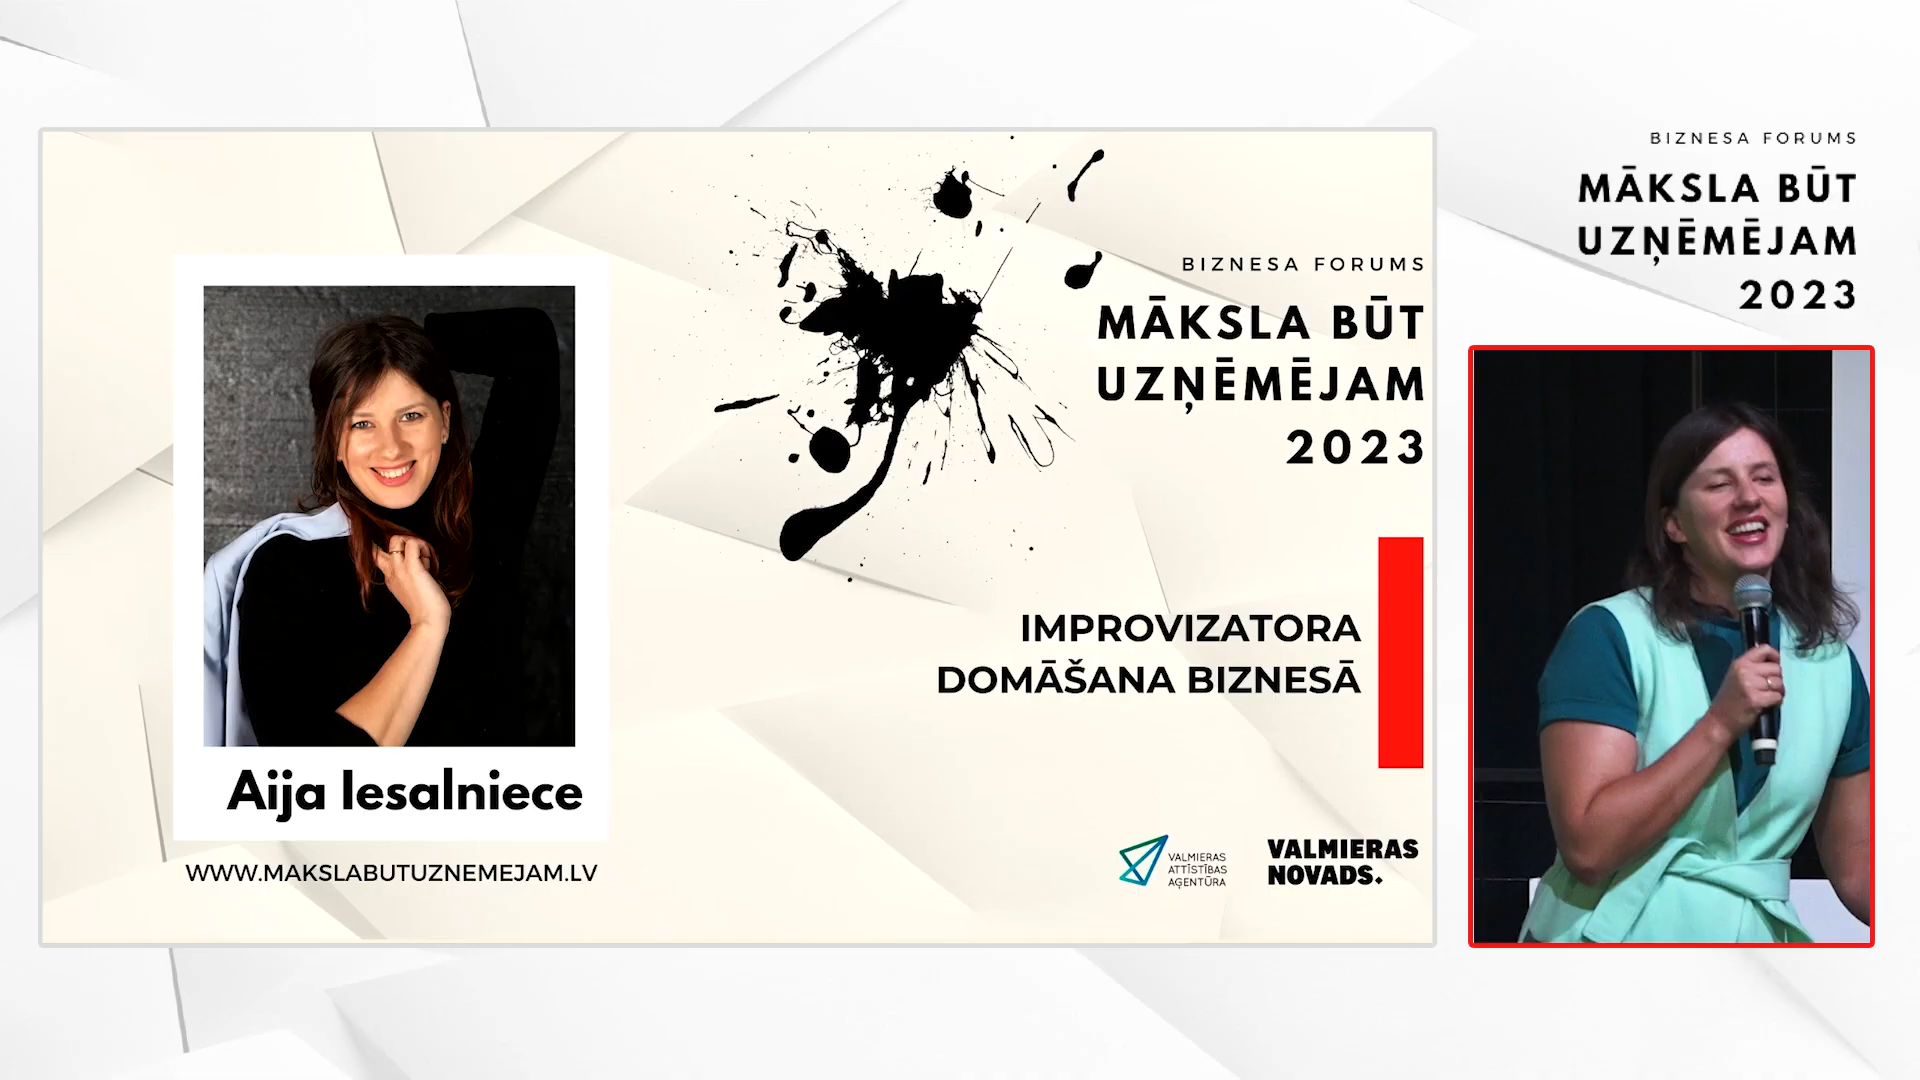 BIZNESA FORUMS
MĀKSLA BŪT
UZŅĒMĒJAM
2023
IMPROVIZATORA
DOMĀŠANA BIZNESĀ
Aija Iesalniece
WWW.MAKSLABUTUZNEMEJAM.LV
VALMIERAS
ATTĪSTĪBAS
AĢENTŪRA
VALMIERAS
NOVADS.
BIZNESA FORUMS
MĀKSLA BŪT
UZŅĒMĒJAM
2023